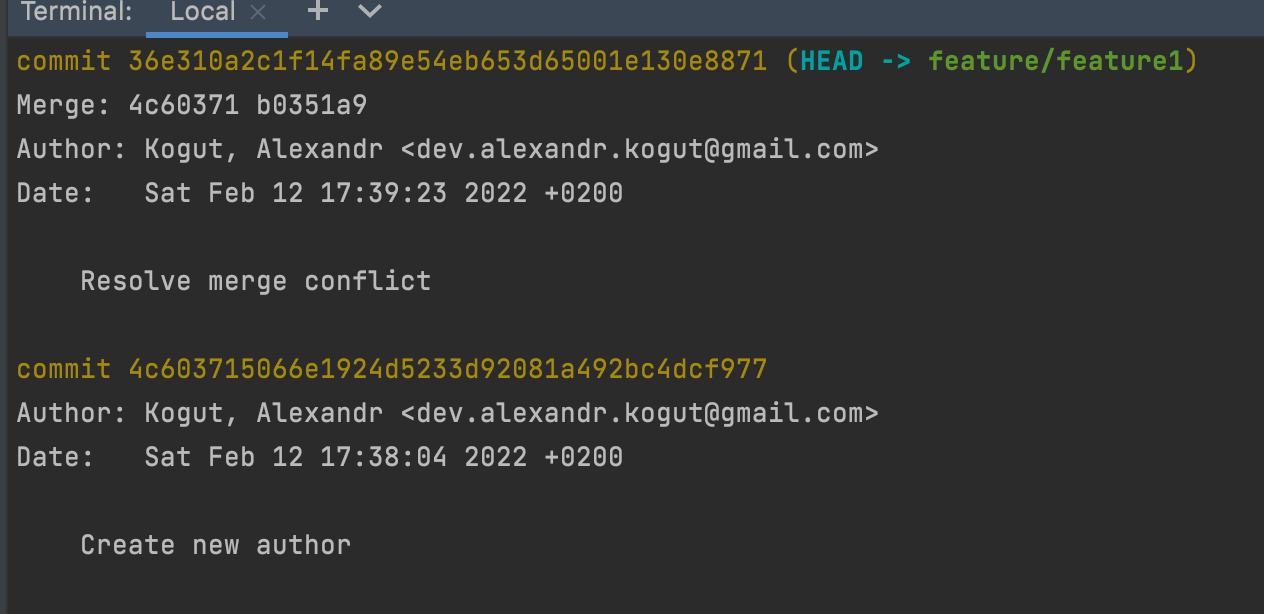 Terminal: Local × + 
commit 36e310a2c1f14fa89e54eb653d65001e130e8871 (HEAD -> feature/feature1)
Merge: 4c60371 b0351a9
Author: Kogut, Alexandr <dev.alexandr.kogut@gmail.com>
Date:   Sat Feb 12 17:39:23 2022 +0200
Resolve merge conflict
commit 4c603715066e1924d5233d92081a492bc4dcf977
Author: Kogut, Alexandr <dev.alexandr.kogut@gmail.com>
Date:   Sat Feb 12 17:38:04 2022 +0200
Create new author